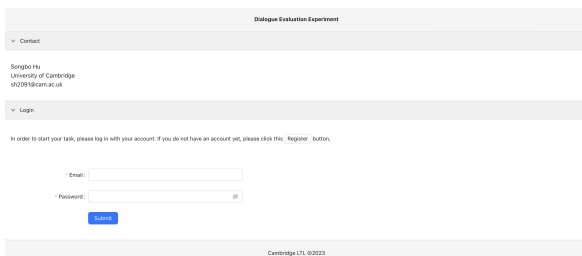 Dialogue Evaluation Experiment
Contact
Songbo Hu
University of Cambridge
sh2091@cam.ac.uk
Login
In order to start your task, please log in with your account. If you do not have an account yet, please click this Register button.
* Email:
* Password:
Submit
Cambridge LTL ©2023